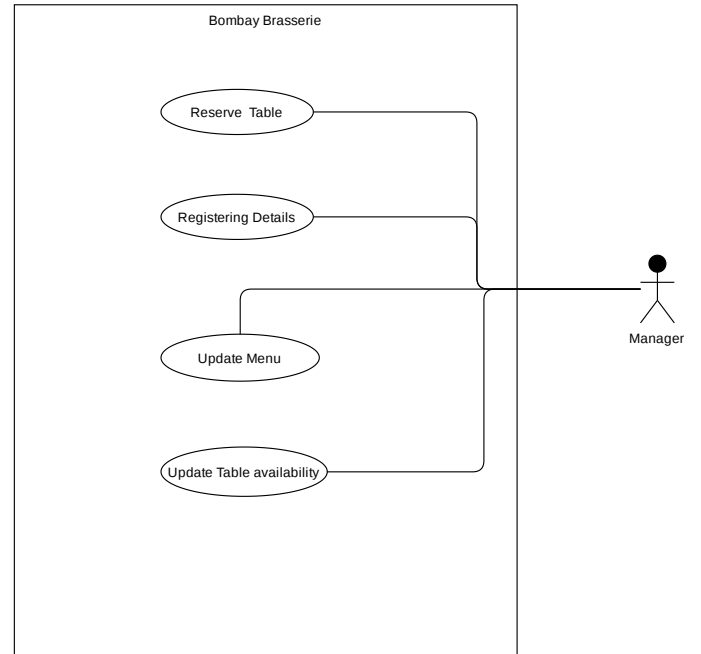 Bombay Brasserie
Reserve  Table
Registering Details
Manager
Update Menu
Update Table availability